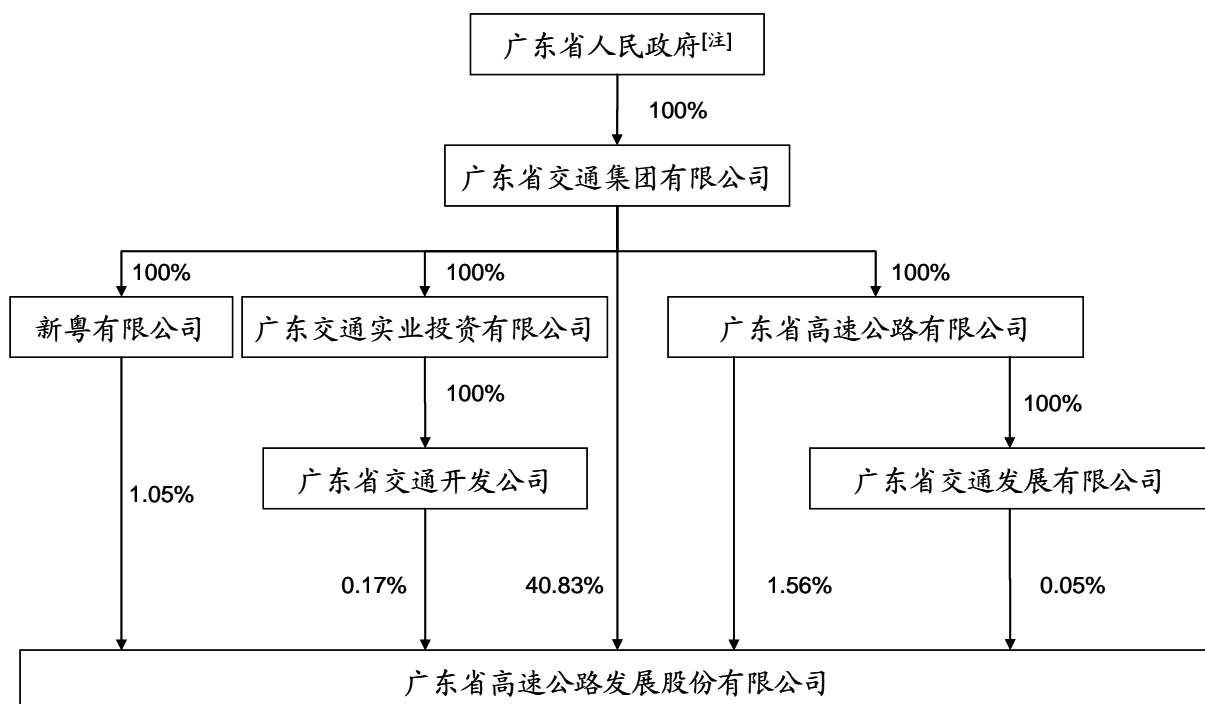 广东省人民政府[注]
100%
广东省交通集团有限公司
100%
100%
100%
新粤有限公司
广东交通实业投资有限公司
广东省高速公路有限公司
100%
100%
广东省交通开发公司
广东省交通发展有限公司
1.05%
0.17%
40.83%
1.56%
0.05%
广东省高速公路发展股份有限公司